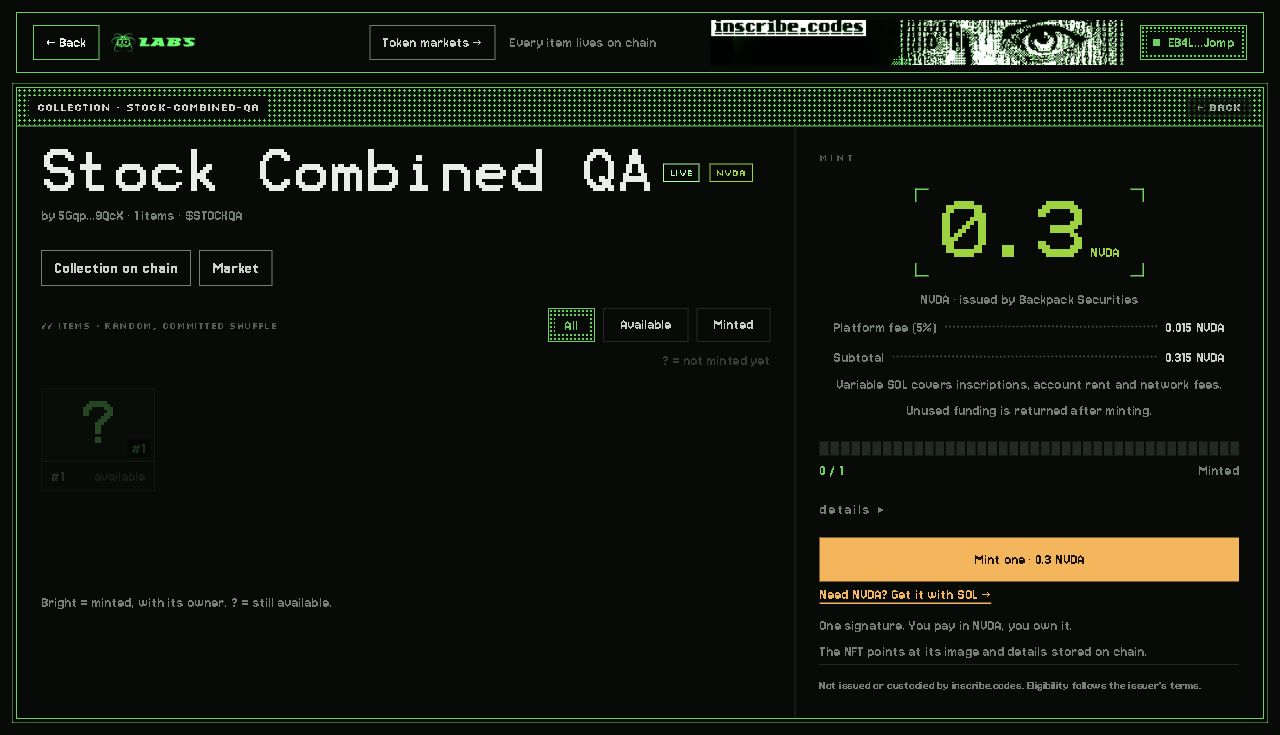 ← Back
LABS
Token markets →
Every item lives on chain
inscribe.codes
EB4L...Jomp
COLLECTION · STOCK-COMBINED-QA
← BACK
Stock Combined QA
LIVE
NVDA
by 5Gqp...9QcX · 1 items · $STOCKQA
Collection on chain
Market
// ITEMS · RANDOM, COMMITTED SHUFFLE
All
Available
Minted
? = not minted yet
?
#1
#1 available
Bright = minted, with its owner. ? = still available.
MINT
0.3 NVDA
NVDA · issued by Backpack Securities
Platform fee (5%) 0.015 NVDA
Subtotal 0.315 NVDA
Variable SOL covers inscriptions, account rent and network fees.
Unused funding is returned after minting.
0 / 1 Minted
details ▸
Mint one · 0.3 NVDA
Need NVDA? Get it with SOL →
One signature. You pay in NVDA, you own it.
The NFT points at its image and details stored on chain.
Not issued or custodied by inscribe.codes. Eligibility follows the issuer's terms.